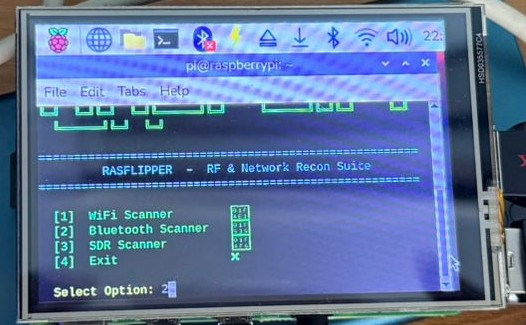 22:
pi@raspberrypi: ~
File Edit Tabs Help
RASFLIPPER - RF & Network Recon Suite
[1] WiFi Scanner
[2] Bluetooth Scanner
[3] SDR Scanner
[4] Exit
Select Option: 2
HSD035577C4